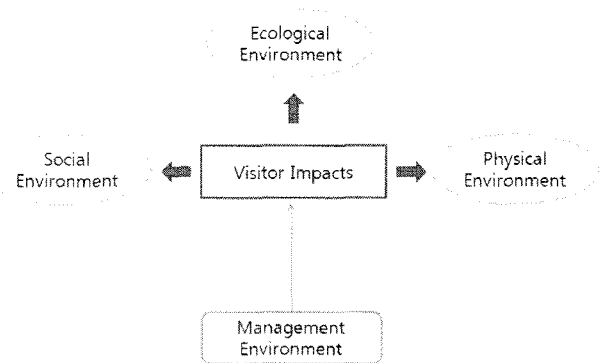 Ecological
Environment
Social
Environment
Visitor Impacts
Physical
Environment
Management
Environment